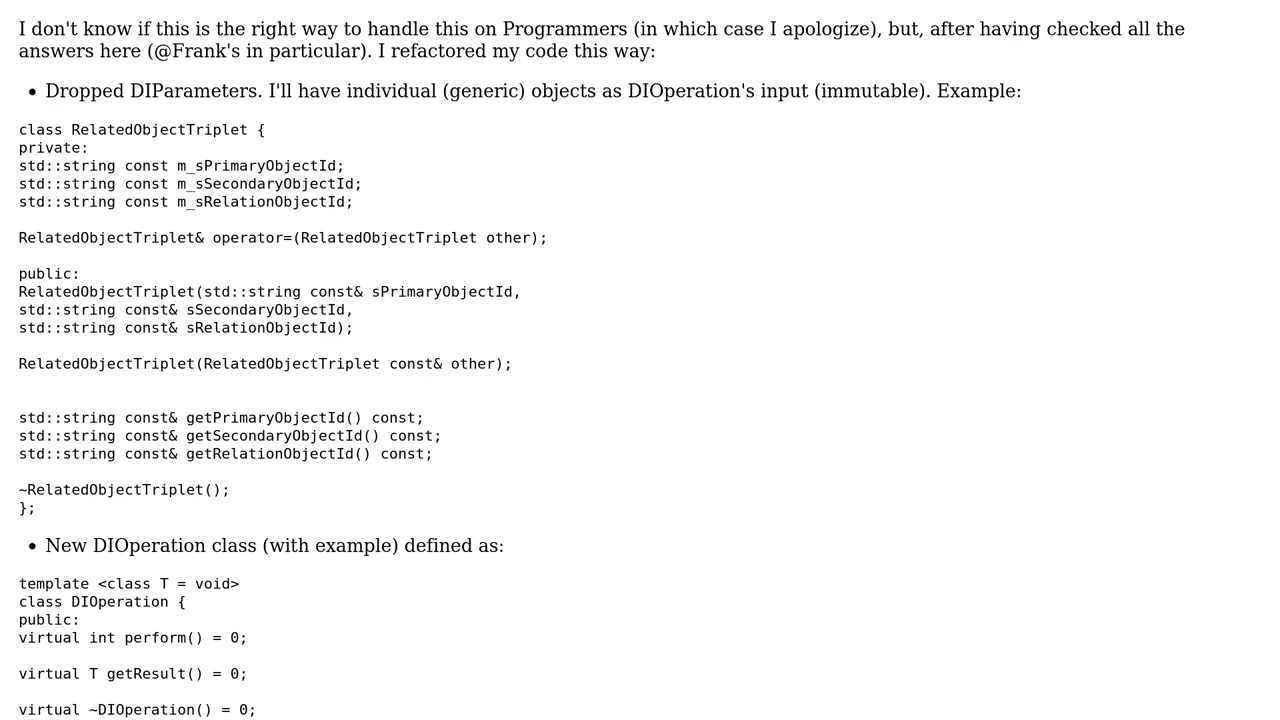 I don't know if this is the right way to handle this on Programmers (in which case I apologize), but, after having checked all the
answers here (@Frank's in particular). I refactored my code this way:
• Dropped DIParameters. I'll have individual (generic) objects as DIOperation's input (immutable). Example:
class RelatedObjectTriplet {
private:
std::string const m_sPrimaryObjectId;
std::string const m_sSecondaryObjectId;
std::string const m_sRelationObjectId;
RelatedObjectTriplet& operator=(RelatedObjectTriplet other);
public:
RelatedObjectTriplet(std::string const& sPrimaryObjectId,
std::string const& sSecondaryObjectId,
std::string const& sRelationObjectId);
RelatedObjectTriplet(RelatedObjectTriplet const& other);
std::string const& getPrimaryObjectId() const;
std::string const& getSecondaryObjectId() const;
std::string const& getRelationObjectId() const;
~RelatedObjectTriplet();
};
• New DIOperation class (with example) defined as:
template <class T = void>
class DIOperation {
public:
virtual int perform() = 0;
virtual T getResult() = 0;
virtual ~DIOperation() = 0;